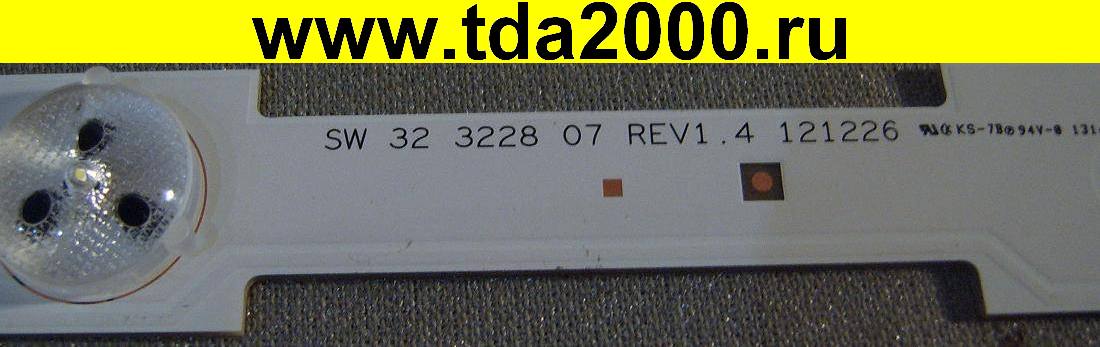 www.tda2000.ru
SW 32 3228 07 REV1.4 121226 KS-7B 94V-0